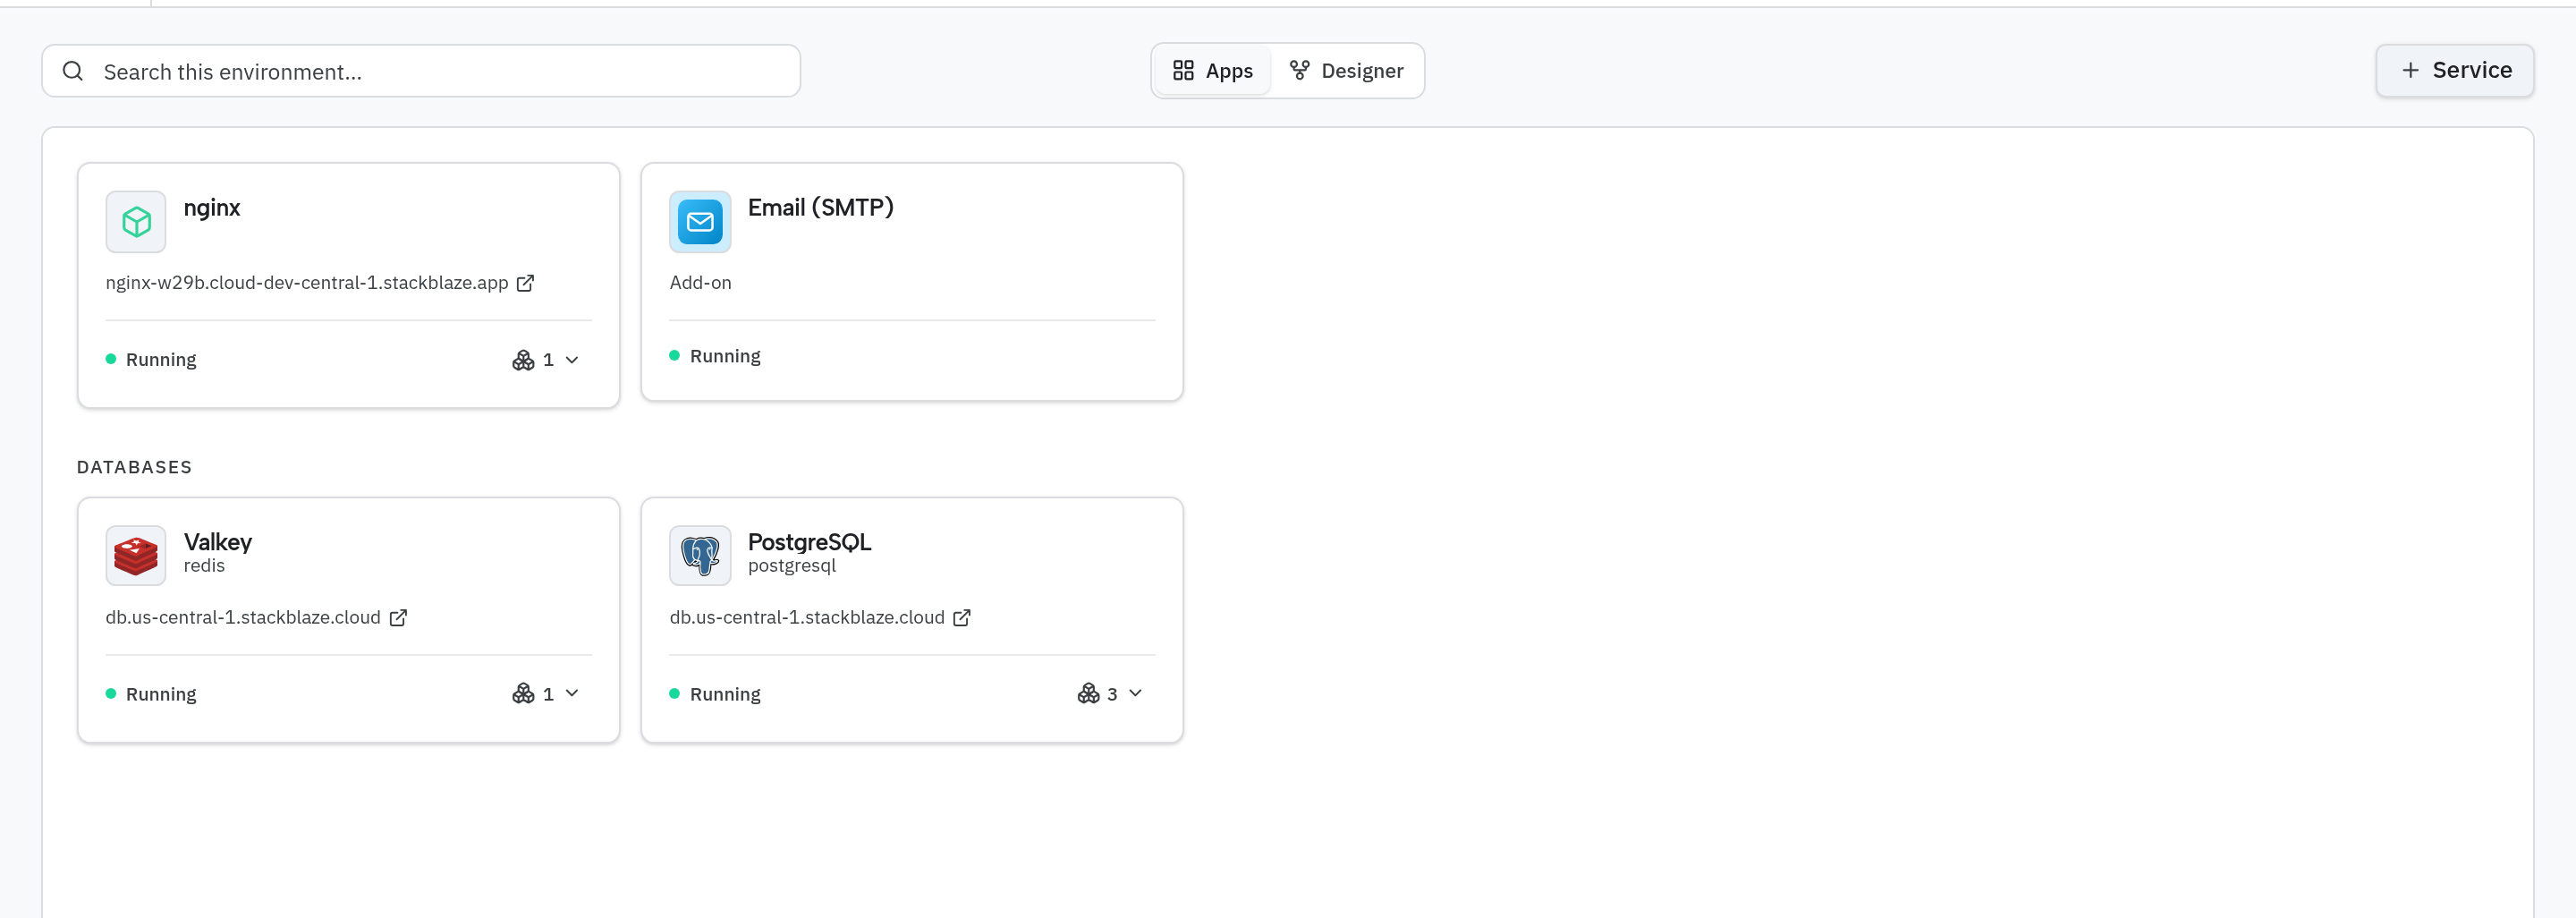 Search this environment...
Apps
Designer
+ Service
nginx
nginx-w29b.cloud-dev-central-1.stackblaze.app
Running
1
Email (SMTP)
Add-on
Running
DATABASES
Valkey
redis
db.us-central-1.stackblaze.cloud
Running
1
PostgreSQL
postgresql
db.us-central-1.stackblaze.cloud
Running
3